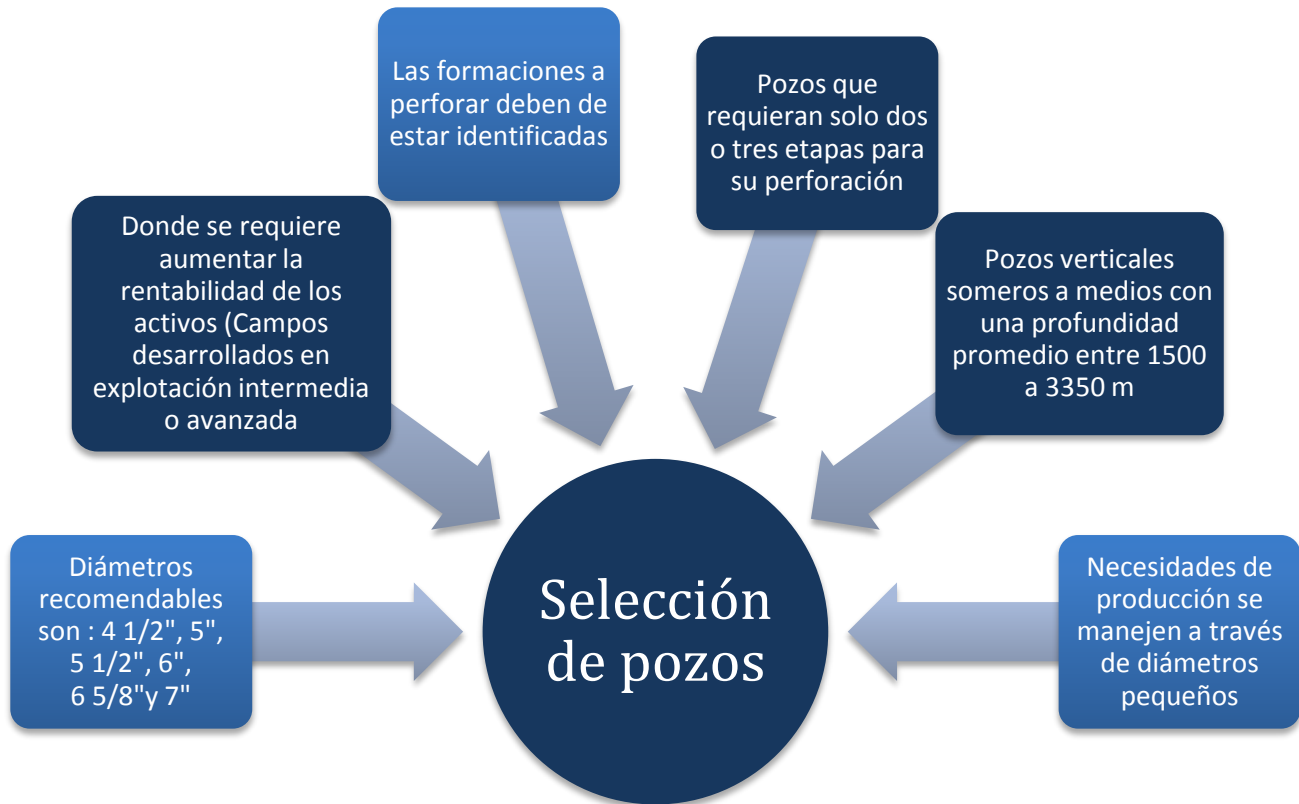 Las formaciones a
perforar deben de
estar identificadas
Pozos que
requieran solo dos
o tres etapas para
su perforación
Donde se requiere
aumentar la
rentabilidad de los
activos (Campos
desarrollados en
explotación intermedia
o avanzada
Pozos verticales
someros a medios con
una profundidad
promedio entre 1500
a 3350 m
Diámetros
recomendables
son : 4 1/2", 5",
5 1/2", 6",
6 5/8"y 7"
Selección
de pozos
Necesidades de
producción se
manejen a través
de diámetros
pequeños